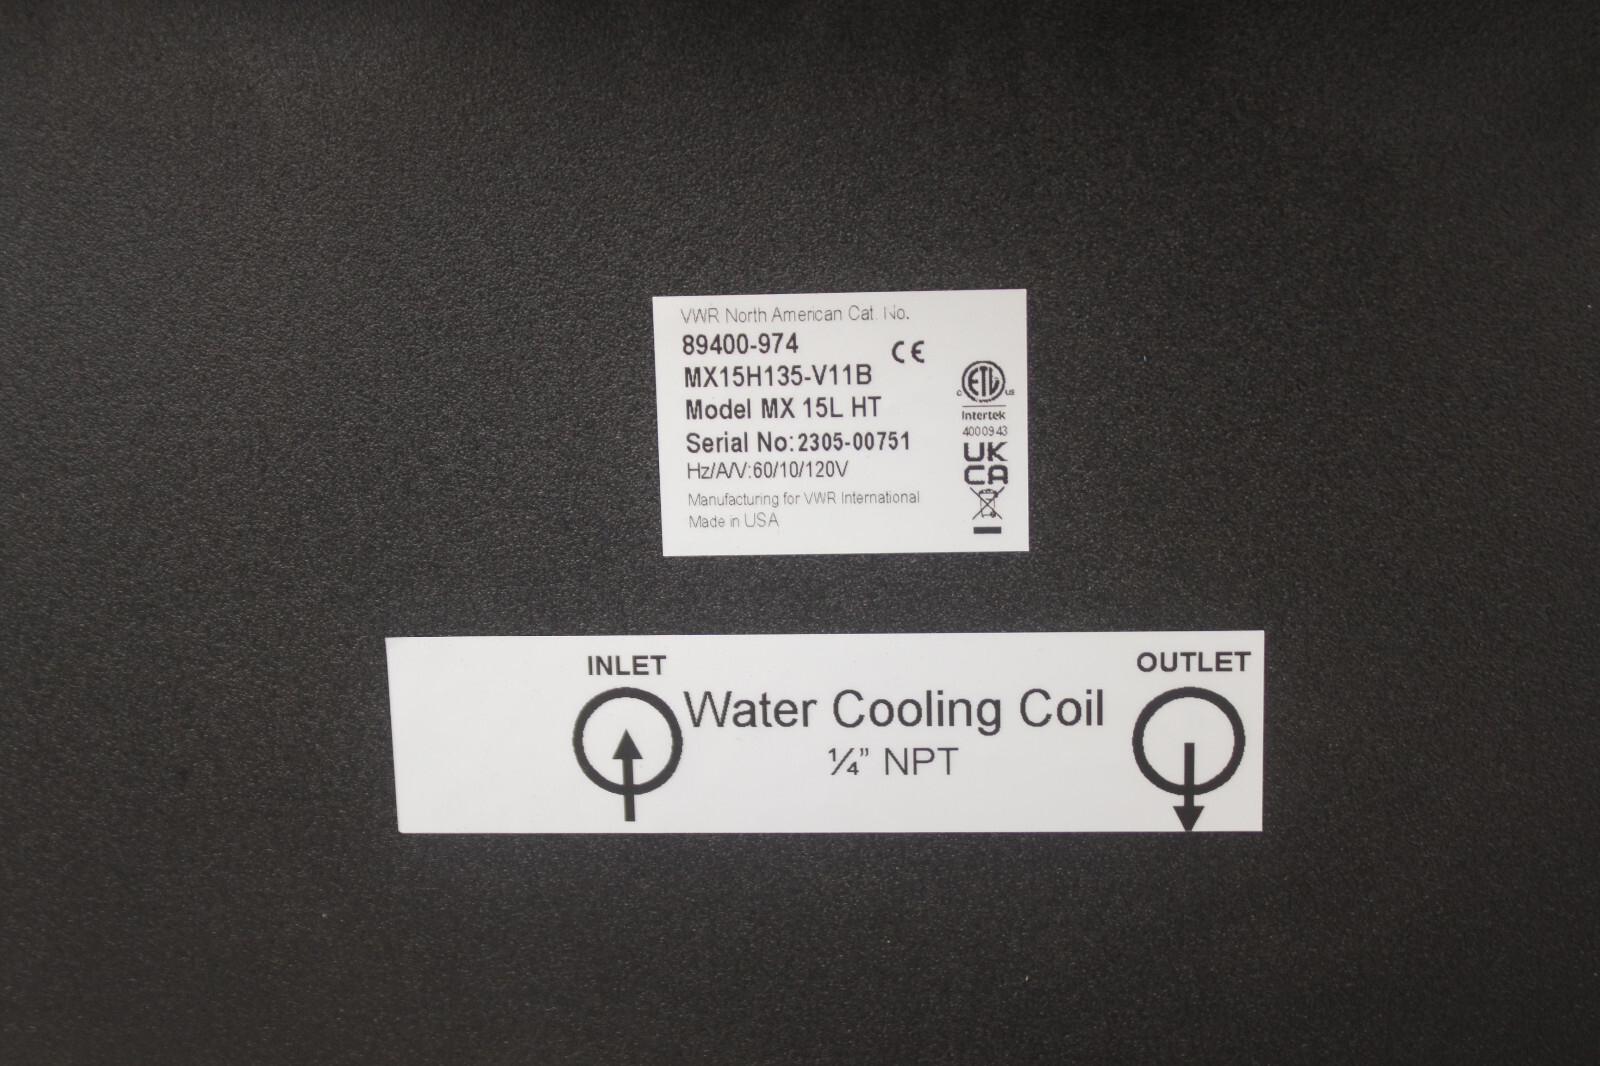 VWR North American Cat. No.
89400-974
CE
MX15H135-V11B
Model MX 15L HT
Serial No:2305-00751
Hz/A/V:60/10/120V
Manufacturing for VWR International
Made in USA
ETL
C US
Intertek
4000943
UK
CA
INLET
OUTLET
Water Cooling Coil
¼” NPT